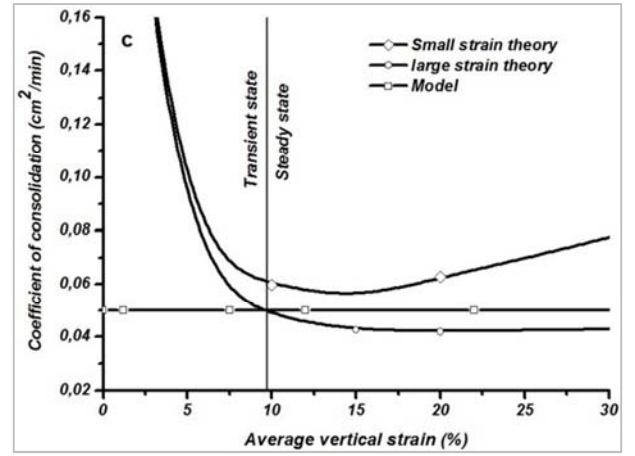 C
Small strain theory
large strain theory
Model
Coefficient of consolidation (cm²/min)
0,16
0,14
0,12
0,10
0,08
0,06
0,04
0,02
Transient state
Steady state
0
5
10
15
20
25
30
Average vertical strain (%)